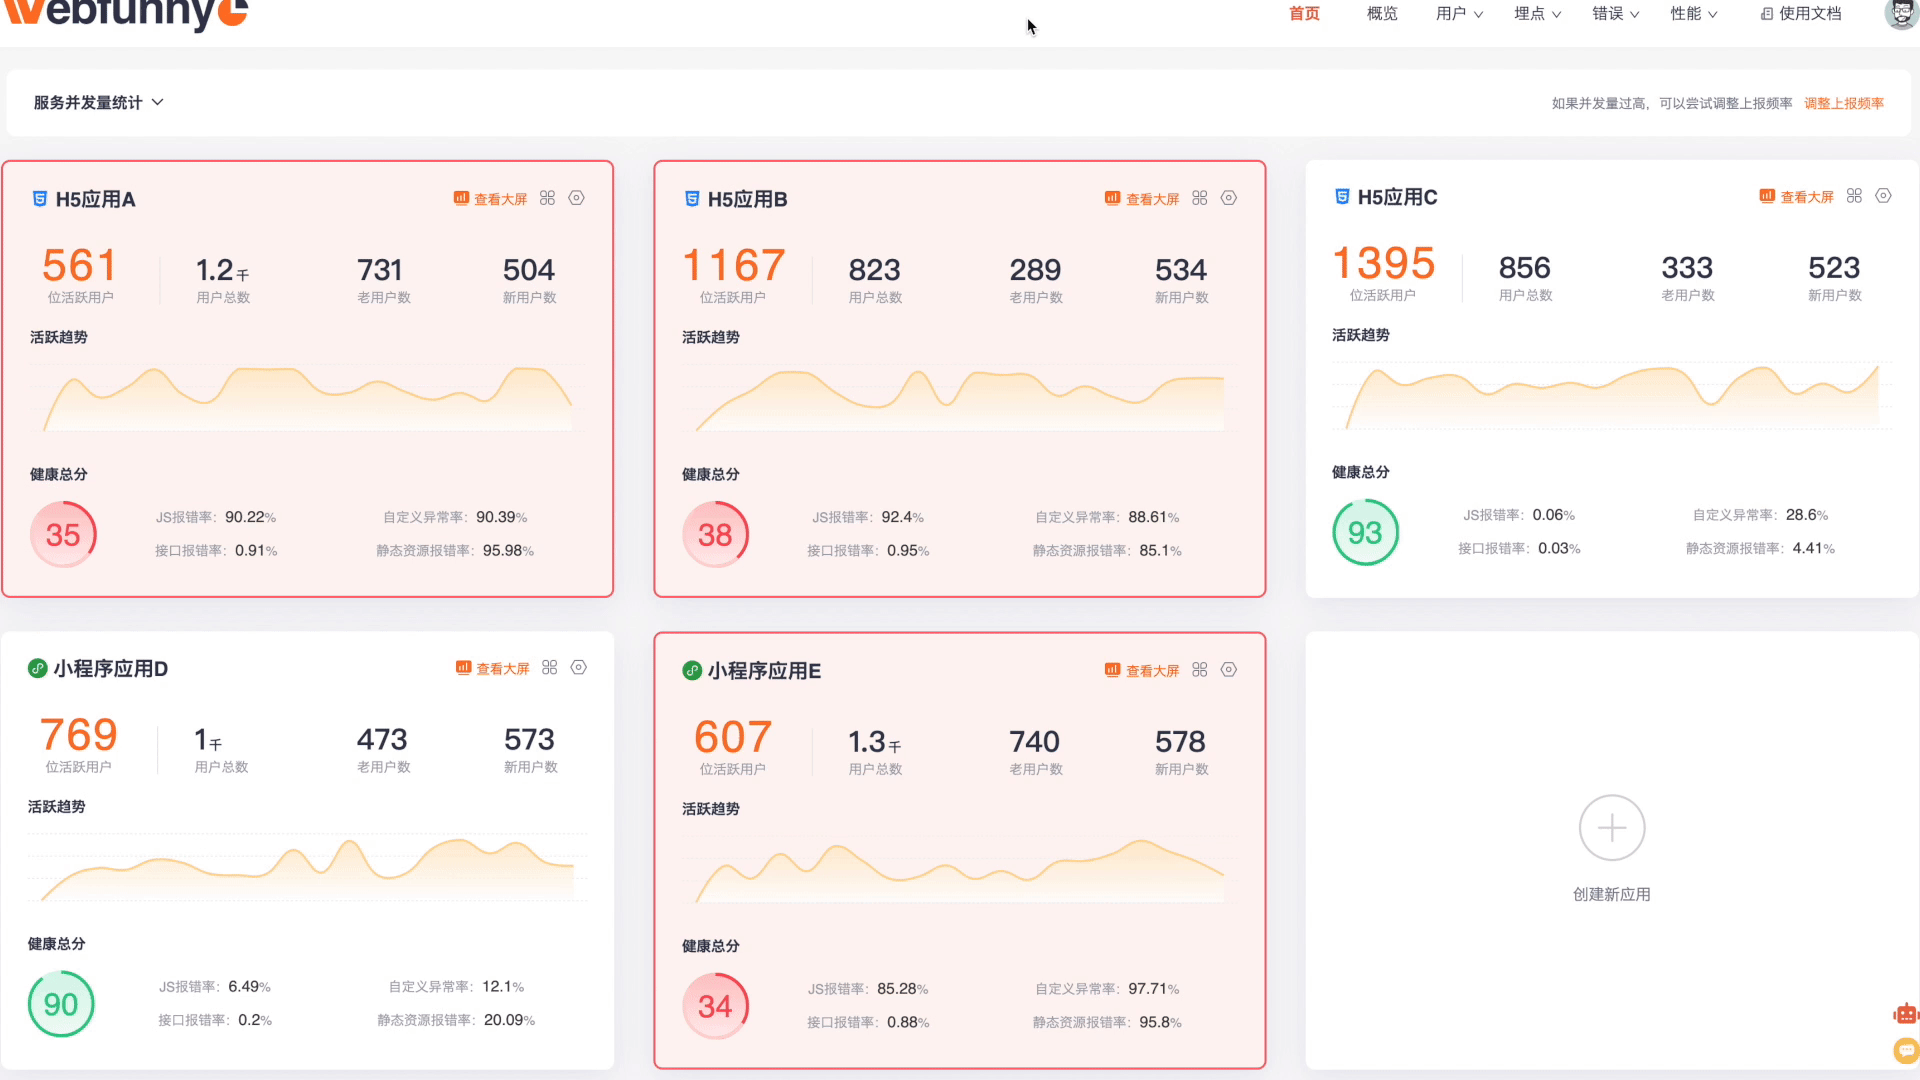 Webfunny
首页 概览 用户 埋点 错误 性能 使用文档
服务并发量统计
如果并发量过高，可以尝试调整上报频率 调整上报频率
H5应用A
查看大屏
561 1.2千 731 504
位活跃用户 用户总数 老用户数 新用户数
活跃趋势
健康总分
35
JS报错率: 90.22% 自定义异常率: 90.39%
接口报错率: 0.91% 静态资源报错率: 95.98%
H5应用B
查看大屏
1167 823 289 534
位活跃用户 用户总数 老用户数 新用户数
活跃趋势
健康总分
38
JS报错率: 92.4% 自定义异常率: 88.61%
接口报错率: 0.95% 静态资源报错率: 85.1%
H5应用C
查看大屏
1395 856 333 523
位活跃用户 用户总数 老用户数 新用户数
活跃趋势
健康总分
93
JS报错率: 0.06% 自定义异常率: 28.6%
接口报错率: 0.03% 静态资源报错率: 4.41%
小程序应用D
查看大屏
769 1千 473 573
位活跃用户 用户总数 老用户数 新用户数
活跃趋势
健康总分
90
JS报错率: 6.49% 自定义异常率: 12.1%
接口报错率: 0.2% 静态资源报错率: 20.09%
小程序应用E
查看大屏
607 1.3千 740 578
位活跃用户 用户总数 老用户数 新用户数
活跃趋势
健康总分
34
JS报错率: 85.28% 自定义异常率: 97.71%
接口报错率: 0.88% 静态资源报错率: 95.8%
创建新应用